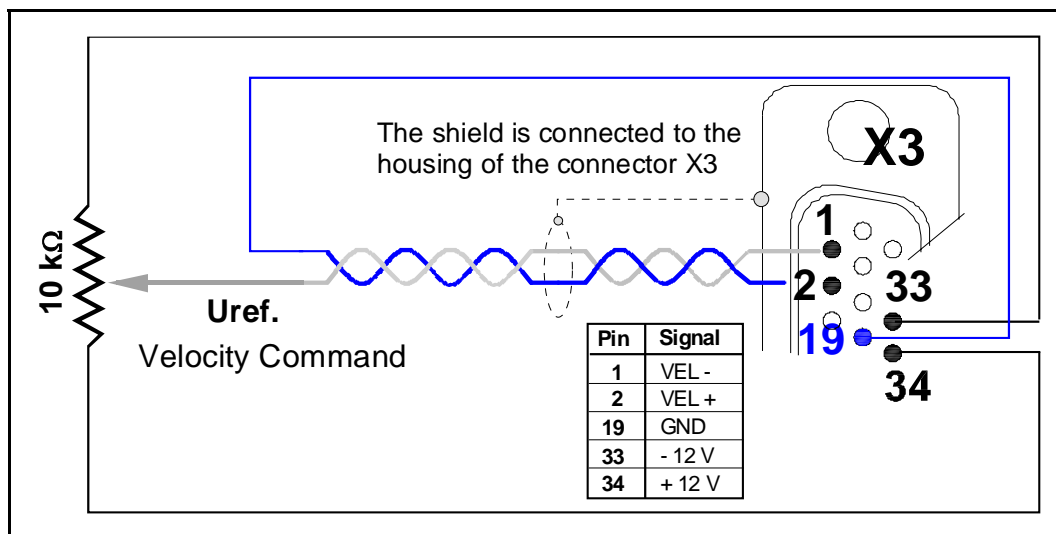 The shield is connected to the
housing of the connector X3
X3
1
2
33
19
34
10 kΩ
Uref.
Velocity Command
Pin Signal
1 VEL -
2 VEL +
19 GND
33 - 12 V
34 + 12 V